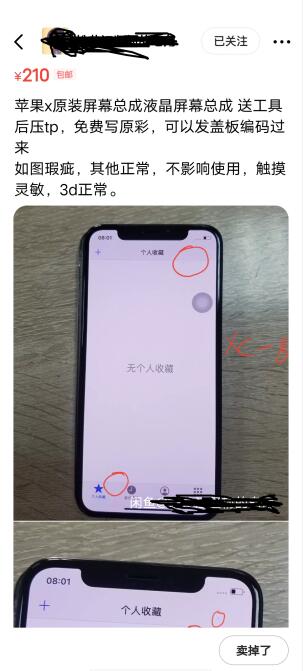 已关注
¥210 包邮
苹果x原装屏幕总成液晶屏幕总成 送工具
后压tp，免费写原彩，可以发盖板编码过
来
如图瑕疵，其他正常，不影响使用，触摸
灵敏，3d正常。
08:01
个人收藏
无个人收藏
个人收藏
闲鱼
08:01
个人收藏
卖掉了